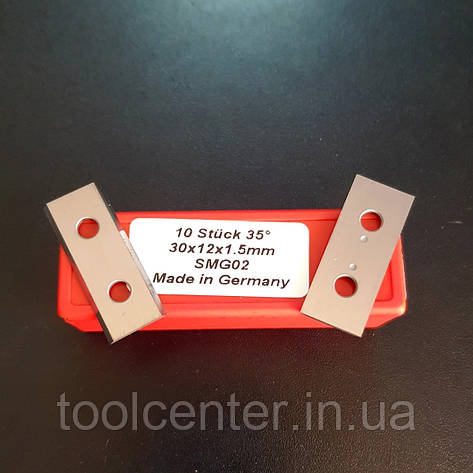 10 Stück 35°
30x12x1.5mm
SMG02
Made in Germany
toolcenter.in.ua